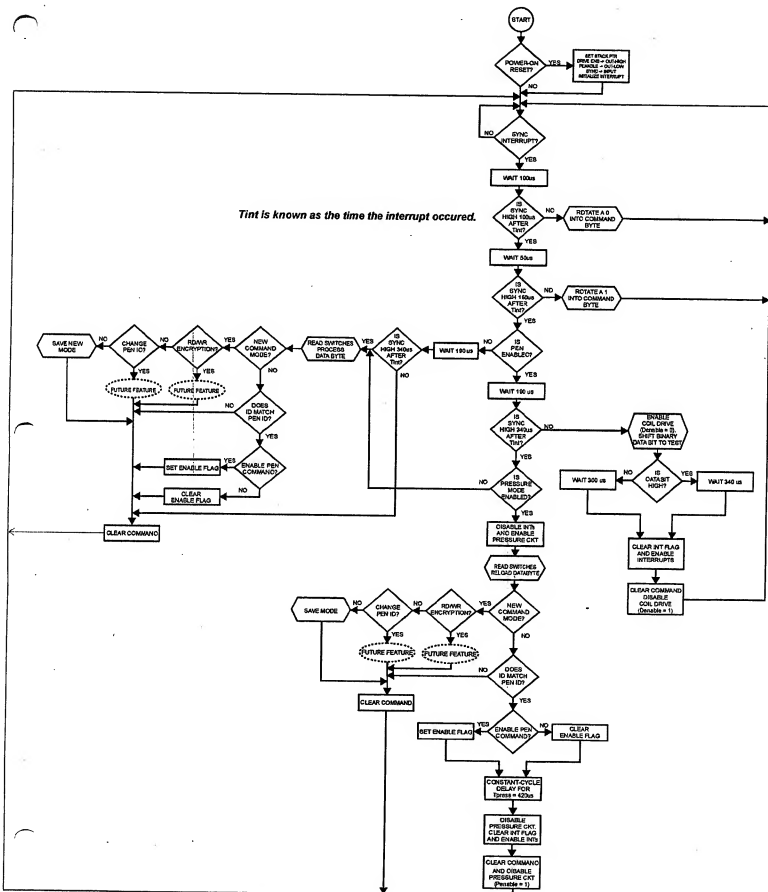 START
POWER-ON
RESET?
YES
SET STACK PTR
DRIVE ENB = OUT-HIGH
PENABLE = OUT-LOW
SYNC = INPUT
INITIALIZE INTERRUPT
NO
NO
SYNC
INTERRUPT?
YES
WAIT 100us
Tint is known as the time the interrupt occured.
IS
SYNC
HIGH 100us
AFTER
Tint?
NO
ROTATE A 0
INTO COMMAND
BYTE
YES
WAIT 50us
IS
SYNC
HIGH 150us
AFTER
Tint?
NO
ROTATE A 1
INTO COMMAND
BYTE
YES
SAVE NEW
MODE
NO
CHANGE
PEN ID?
NO
RD/WR
ENCRYPTION?
YES
NEW
COMMAND
MODE?
READ SWITCHES
PROCESS
DATA BYTE
YES
IS
SYNC
HIGH 340us
AFTER
Tint?
WAIT 190us
NO
IS
PEN
ENABLED?
YES
YES
YES
NO
NO
FUTURE FEATURE
FUTURE FEATURE
WAIT 190 us
NO
DOES
ID MATCH
PEN ID?
YES
IS
SYNC
HIGH 340us
AFTER
Tint?
NO
ENABLE
COIL DRIVE
(Denable = 0),
SHIFT BINARY
DATA BIT TO TEST
YES
SET ENABLE FLAG
YES
ENABLE PEN
COMMAND?
NO
CLEAR
ENABLE FLAG
NO
IS
PRESSURE
MODE
ENABLED?
YES
WAIT 300 us
NO
IS
DATABIT
HIGH?
YES
WAIT 340 us
CLEAR COMMAND
DISABLE INTs
AND ENABLE
PRESSURE CKT
CLEAR INT FLAG
AND ENABLE
INTERRUPTS
READ SWITCHES
RELOAD DATABYTE
CLEAR COMMAND
DISABLE
COIL DRIVE
(Denable = 1)
SAVE MODE
NO
CHANGE
PEN ID?
NO
RD/WR
ENCRYPTION?
YES
NEW
COMMAND
MODE?
YES
YES
NO
FUTURE FEATURE
FUTURE FEATURE
NO
DOES
ID MATCH
PEN ID?
YES
CLEAR COMMAND
SET ENABLE FLAG
YES
ENABLE PEN
COMMAND?
NO
CLEAR
ENABLE FLAG
CONSTANT-CYCLE
DELAY FOR
Tpress = 420us
DISABLE
PRESSURE CKT,
CLEAR INT FLAG
AND ENABLE INTs
CLEAR COMMAND
AND DISABLE
PRESSURE CKT
(Penable = 1)